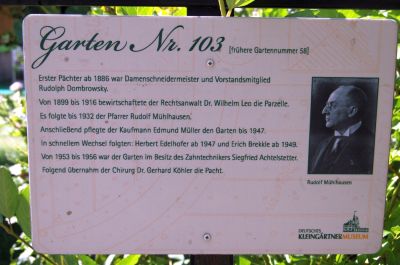 Garten Nr. 103 [frühere Gartennummer 58]
Erster Pächter ab 1886 war Damenschneidermeister und Vorstandsmitglied
Rudolph Dombrowsky.
Von 1899 bis 1916 bewirtschaftete der Rechtsanwalt Dr. Wilhelm Leo die Parzelle.
Es folgte bis 1932 der Pfarrer Rudolf Mühlhausen.
Anschließend pflegte der Kaufmann Edmund Müller den Garten bis 1947.
In schnellem Wechsel folgten: Herbert Edelhofer ab 1947 und Erich Brekkle ab 1949.
Von 1953 bis 1956 war der Garten im Besitz des Zahntechnikers Siegfried Achtelstetter.
Folgend übernahm der Chirurg Dr. Gerhard Köhler die Pacht.
Rudolf Mühlhausen
DEUTSCHES
KLEINGÄRTNERMUSEUM